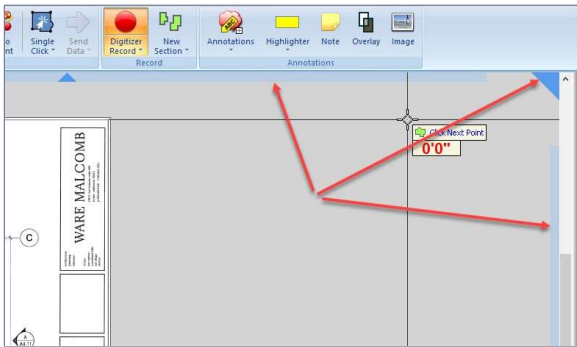 nt
Single Click
Send Data
Digitizer Record
New Section
Annotations
Highlighter
Note
Overlay
Image
Record
Annotations
Click Next Point
0'0"
WARE MALCOMB
C
A